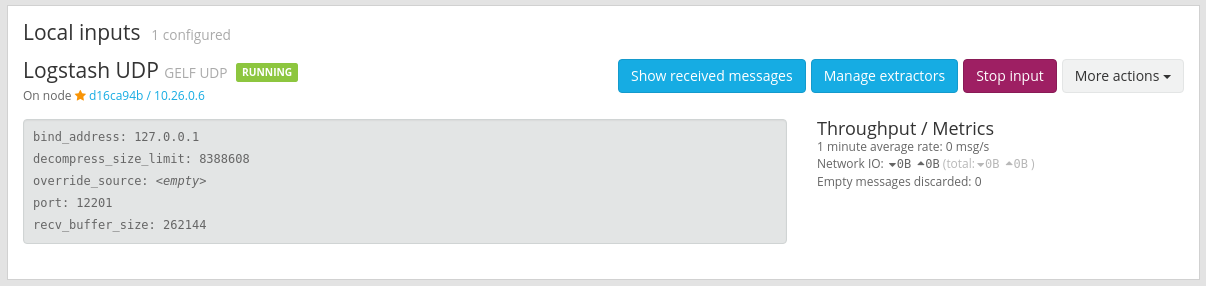 Local inputs 1 configured
Logstash UDP GELF UDP RUNNING
On node d16ca94b / 10.26.0.6
Show received messages Manage extractors Stop input More actions
bind_address: 127.0.0.1
decompress_size_limit: 8388608
override_source: <empty>
port: 12201
recv_buffer_size: 262144
Throughput / Metrics
1 minute average rate: 0 msg/s
Network IO: 0B 0B (total: 0B 0B )
Empty messages discarded: 0